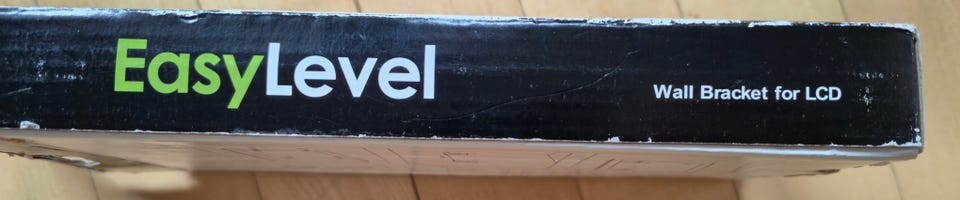 EasyLevel
Wall Bracket for LCD